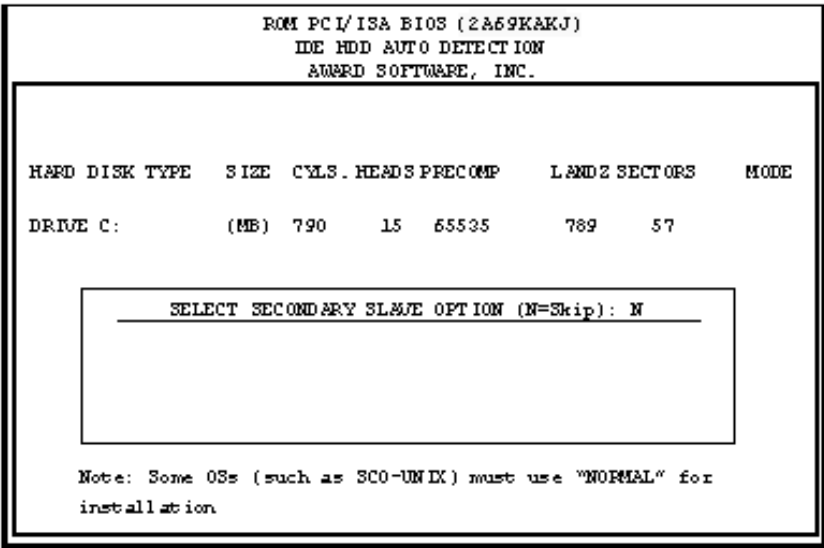 ROM PCI/ISA BIOS (2A69KAKJ)
IDE HDD AUTO DETECTION
AWARD SOFTWARE, INC.
HARD DISK TYPE SIZE CYLS. HEADS PRECOMP LANDZ SECTORS MODE
DRIVE C: (MB) 790 15 65535 789 57
SELECT SECONDARY SLAVE OPTION (N=Skip): N
Note: Some OSs (such as SCO-UNIX) must use "NORMAL" for
installation